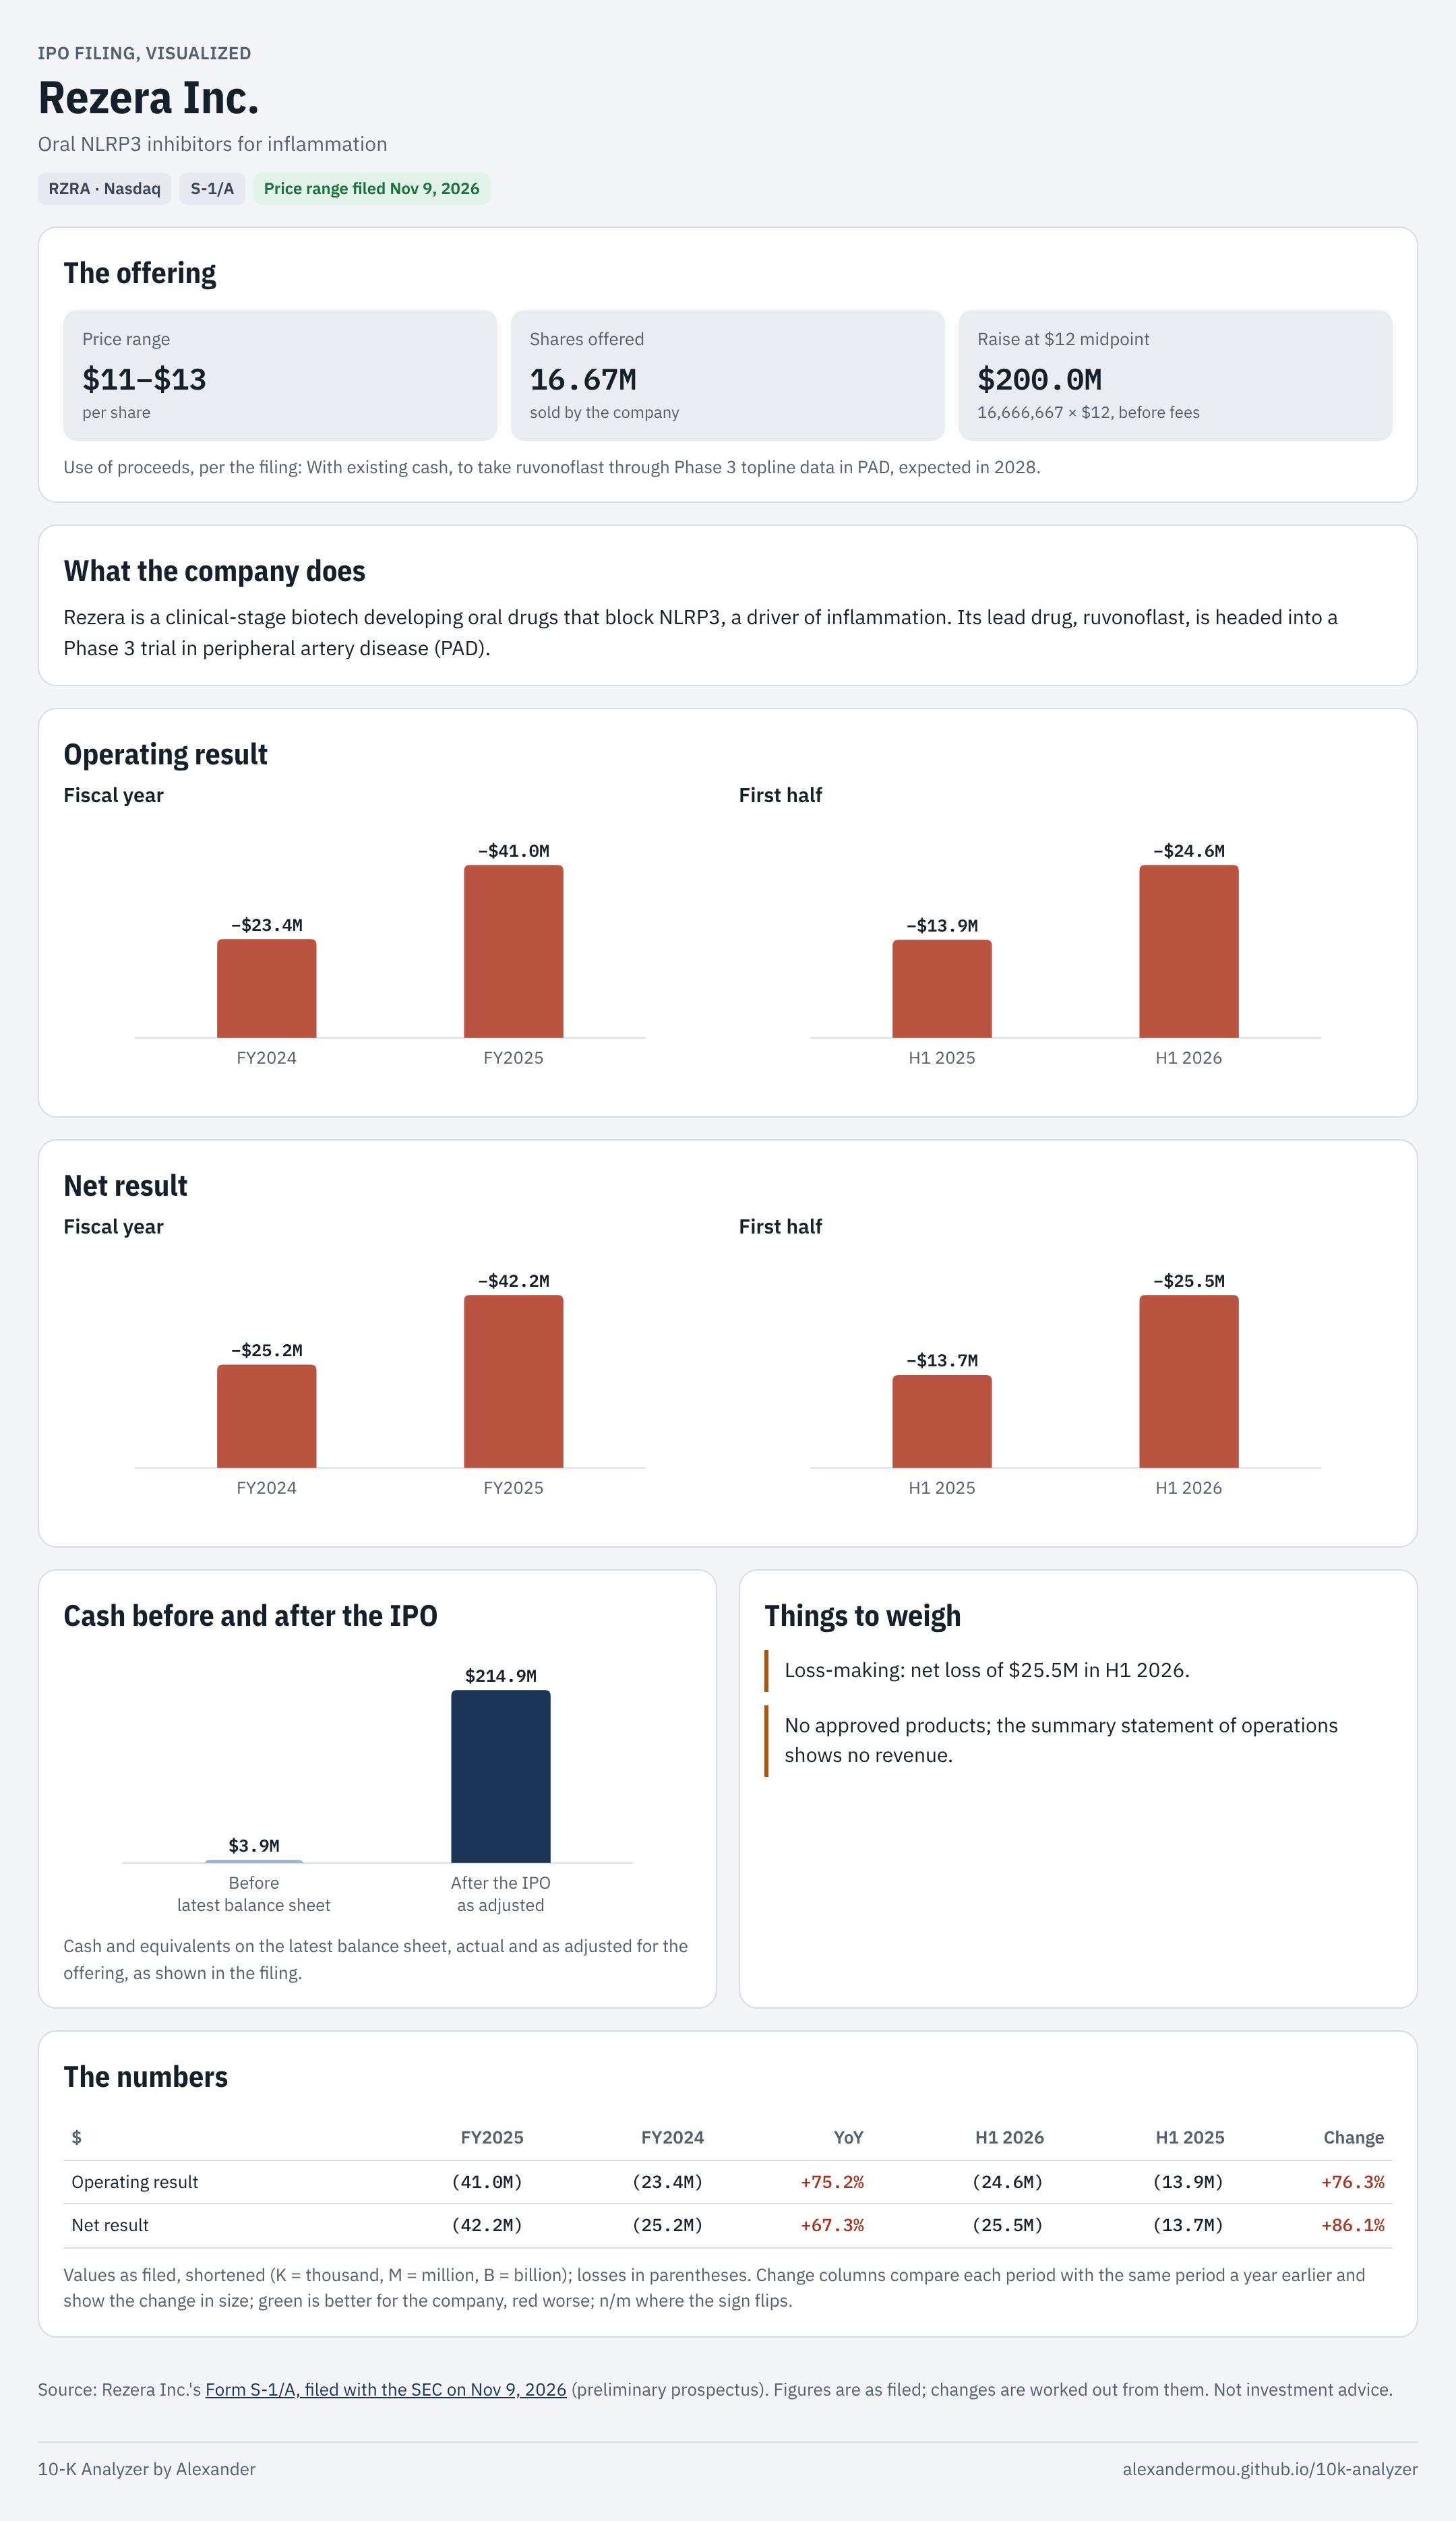 IPO FILING, VISUALIZED
Rezera Inc.
Oral NLRP3 inhibitors for inflammation
RZRA · Nasdaq
S-1/A
Price range filed Nov 9, 2026
The offering
Price range
$11–$13
per share
Shares offered
16.67M
sold by the company
Raise at $12 midpoint
$200.0M
16,666,667 × $12, before fees
Use of proceeds, per the filing: With existing cash, to take ruvonoflast through Phase 3 topline data in PAD, expected in 2028.
What the company does
Rezera is a clinical-stage biotech developing oral drugs that block NLRP3, a driver of inflammation. Its lead drug, ruvonoflast, is headed into a
Phase 3 trial in peripheral artery disease (PAD).
Operating result
Fiscal year
–$23.4M
–$41.0M
FY2024
FY2025
First half
–$13.9M
–$24.6M
H1 2025
H1 2026
Net result
Fiscal year
–$25.2M
–$42.2M
FY2024
FY2025
First half
–$13.7M
–$25.5M
H1 2025
H1 2026
Cash before and after the IPO
$3.9M
$214.9M
Before
latest balance sheet
After the IPO
as adjusted
Cash and equivalents on the latest balance sheet, actual and as adjusted for the
offering, as shown in the filing.
Things to weigh
Loss-making: net loss of $25.5M in H1 2026.
No approved products; the summary statement of operations
shows no revenue.
The numbers
$ FY2025 FY2024 YoY H1 2026 H1 2025 Change
Operating result (41.0M) (23.4M) +75.2% (24.6M) (13.9M) +76.3%
Net result (42.2M) (25.2M) +67.3% (25.5M) (13.7M) +86.1%
Values as filed, shortened (K = thousand, M = million, B = billion); losses in parentheses. Change columns compare each period with the same period a year earlier and
show the change in size; green is better for the company, red worse; n/m where the sign flips.
Source: Rezera Inc.'s Form S-1/A, filed with the SEC on Nov 9, 2026 (preliminary prospectus). Figures are as filed; changes are worked out from them. Not investment advice.
10-K Analyzer by Alexander
alexandermou.github.io/10k-analyzer